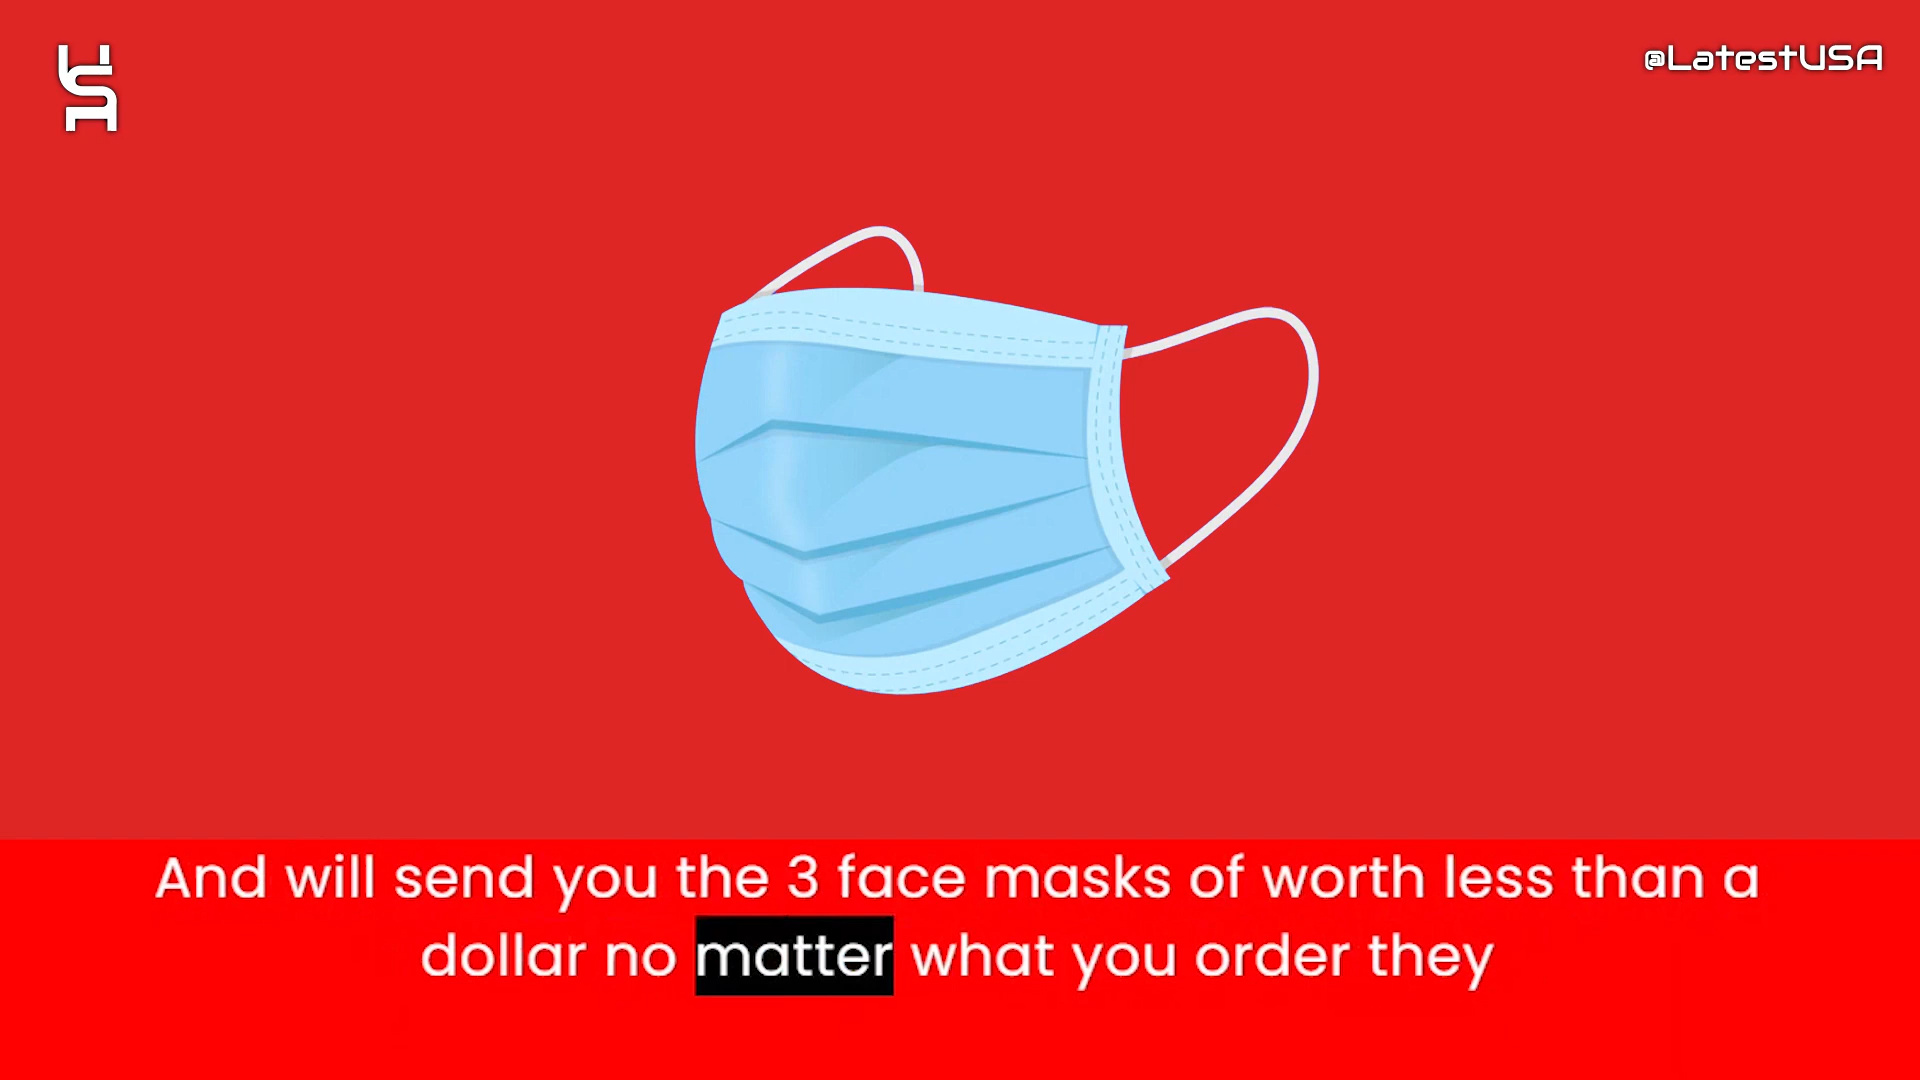 USA
@LatestUSA
And will send you the 3 face masks of worth less than a
dollar no matter what you order they